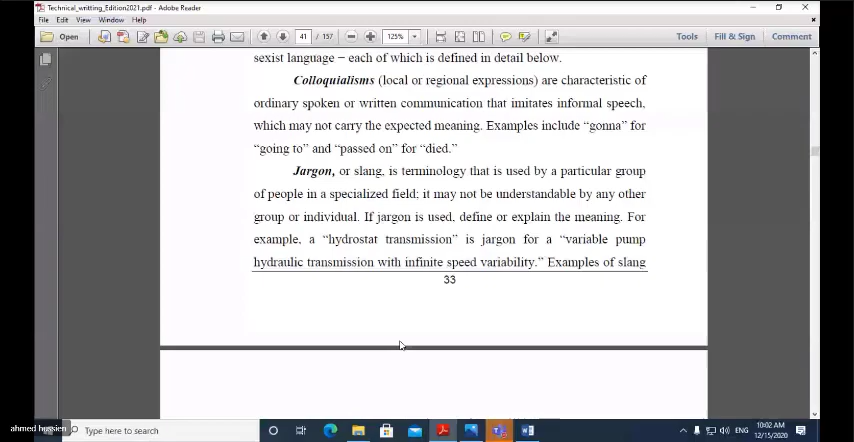 Technical_writting_Edition2021.pdf - Adobe Reader
File Edit View Window Help
Open 41 / 157 125% Tools Fill & Sign Comment
sexist language − each of which is defined in detail below.
Colloquialisms (local or regional expressions) are characteristic of
ordinary spoken or written communication that imitates informal speech,
which may not carry the expected meaning. Examples include “gonna” for
“going to” and “passed on” for “died.”
Jargon, or slang, is terminology that is used by a particular group
of people in a specialized field; it may not be understandable by any other
group or individual. If jargon is used, define or explain the meaning. For
example, a “hydrostat transmission” is jargon for a “variable pump
hydraulic transmission with infinite speed variability.” Examples of slang
33
ahmed hussien
Type here to search
ENG
10:02 AM
12/15/2020